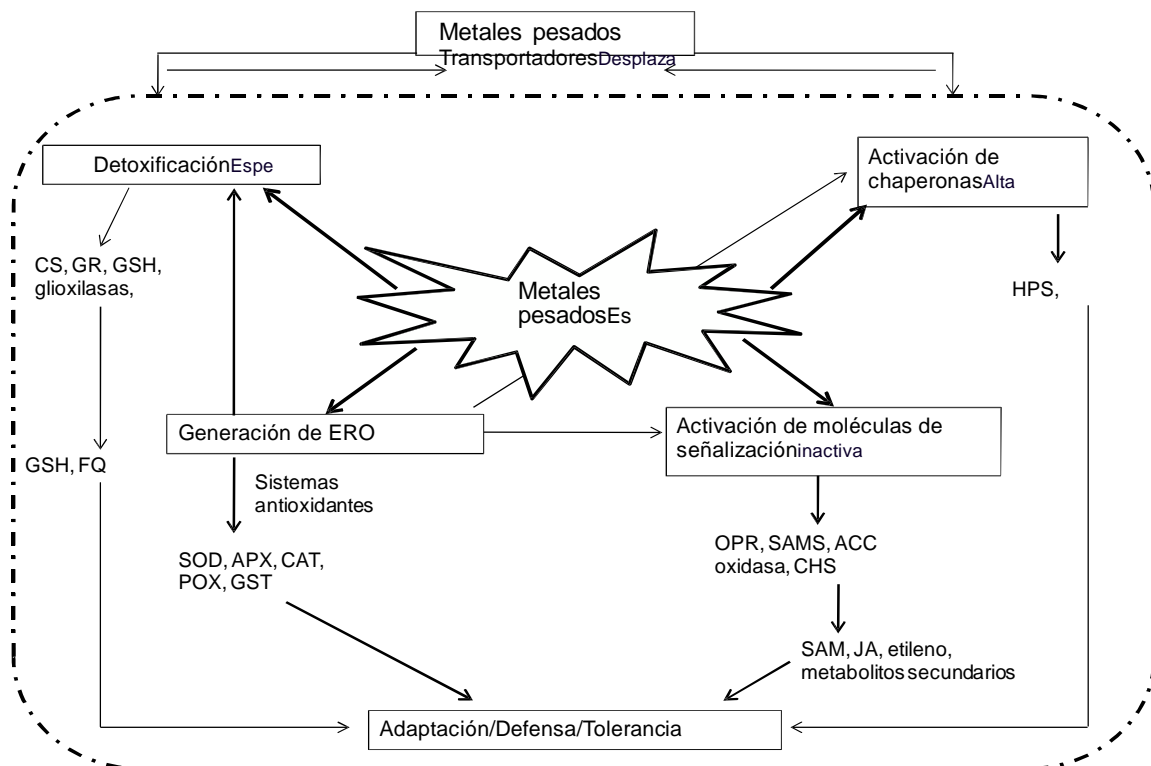 Metales pesados
TransportadoresDesplaza
DetoxificaciónEspe
Activación de
chaperonasAlta
CS, GR, GSH,
glioxilasas,
HPS,
Metales
pesadosEs
Generación de ERO
Activación de moléculas de
señalizacióninactiva
GSH, FQ
Sistemas
antioxidantes
SOD, APX, CAT,
POX, GST
OPR, SAMS, ACC
oxidasa, CHS
SAM, JA, etileno,
metabolitos secundarios
Adaptación/Defensa/Tolerancia